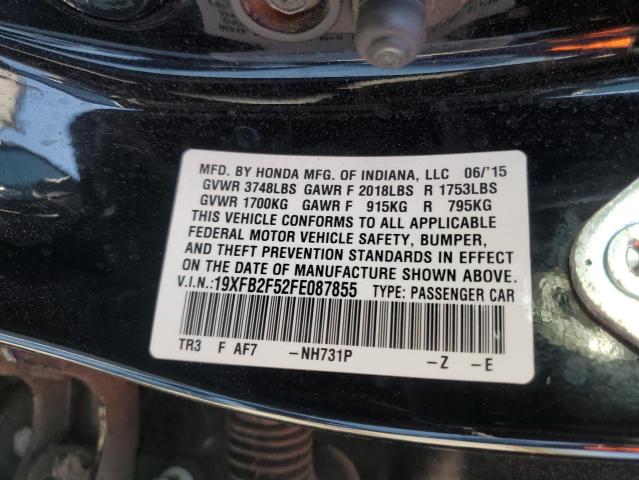 MFD. BY HONDA MFG. OF INDIANA, LLC 06/'15
GVWR 3748LBS GAWR F 2018LBS R 1753LBS
GVWR 1700KG GAWR F 915KG R 795KG
THIS VEHICLE CONFORMS TO ALL APPLICABLE
FEDERAL MOTOR VEHICLE SAFETY, BUMPER,
AND THEFT PREVENTION STANDARDS IN EFFECT
ON THE DATE OF MANUFACTURE SHOWN ABOVE.
V.I.N.:19XFB2F52FE087855 TYPE: PASSENGER CAR
TR3 F AF7 -NH731P -Z -E